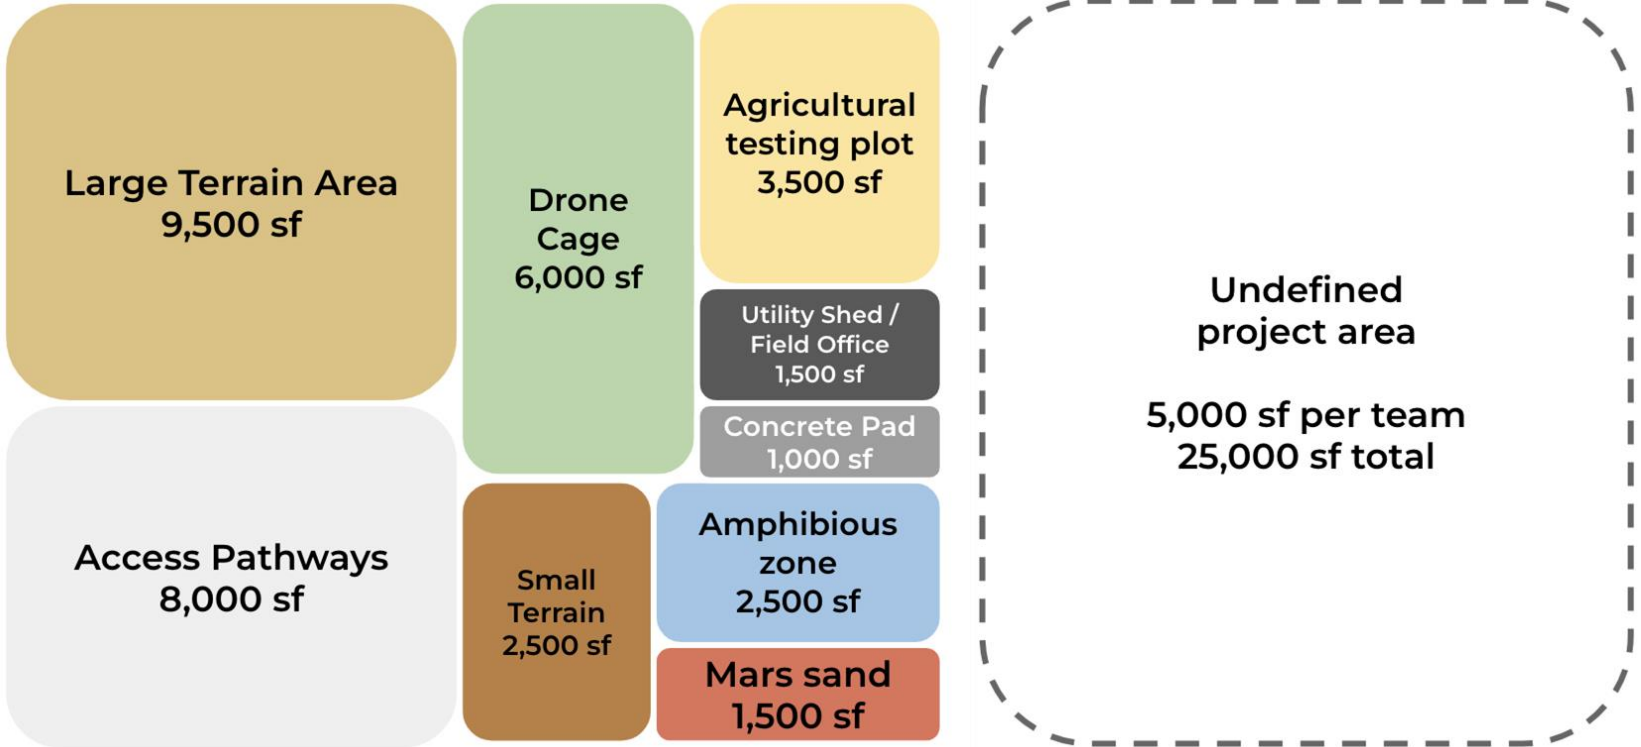 Large Terrain Area
9,500 sf
Drone
Cage
6,000 sf
Agricultural
testing plot
3,500 sf
Utility Shed /
Field Office
1,500 sf
Concrete Pad
1,000 sf
Access Pathways
8,000 sf
Small
Terrain
2,500 sf
Amphibious
zone
2,500 sf
Mars sand
1,500 sf
Undefined
project area
5,000 sf per team
25,000 sf total